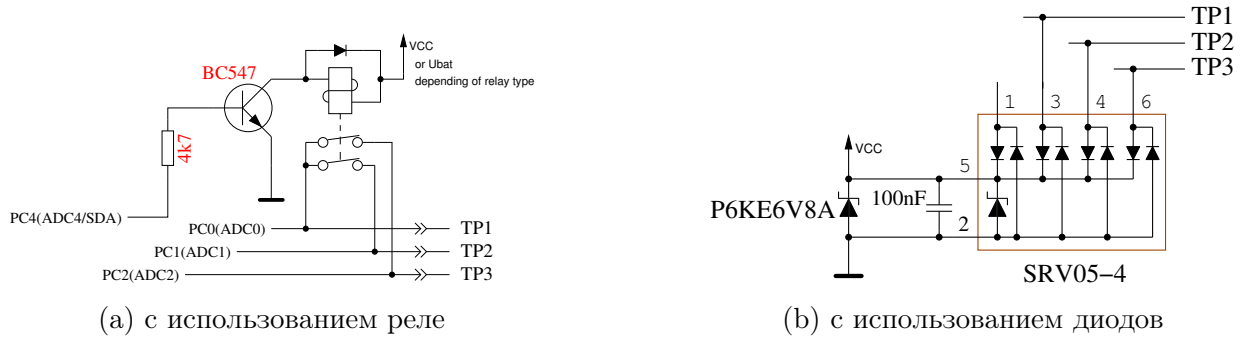 BC547
VCC
or Ubat
depending of relay type
4k7
PC4(ADC4/SDA)
PC0(ADC0)
TP1
PC1(ADC1)
TP2
PC2(ADC2)
TP3
(a) с использованием реле
TP1
TP2
TP3
1 3 4 6
VCC
5
P6KE6V8A
100nF
2
SRV05-4
(b) с использованием диодов